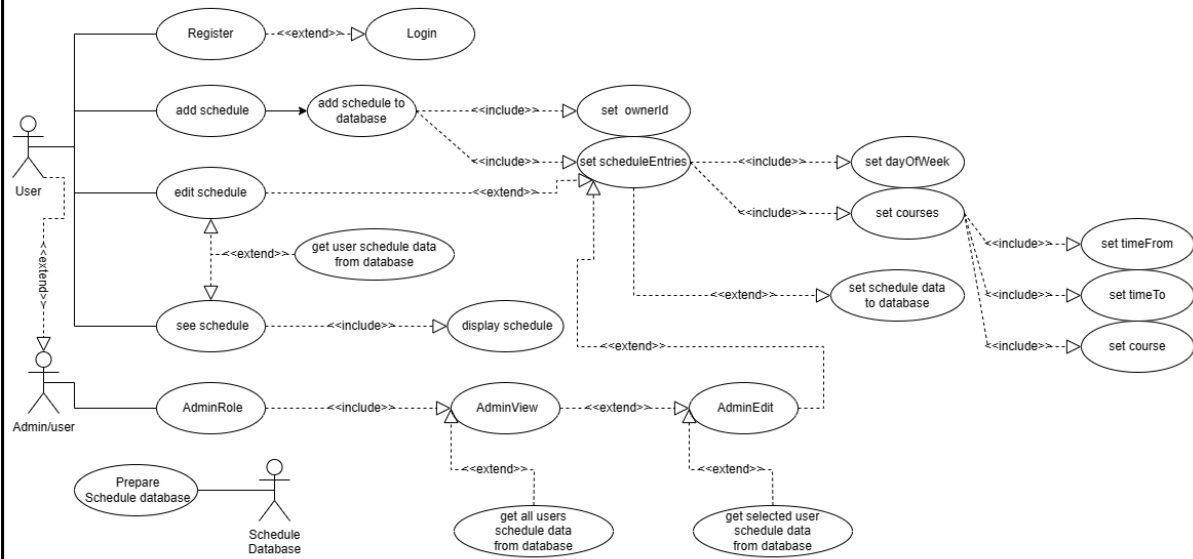 Register
<<extend>>
Login
add schedule
add schedule to
database
<<include>>
set ownerId
<<include>>
set scheduleEntries
<<include>>
set dayOfWeek
User
edit schedule
<<extend>>
<<include>>
set courses
<<extend>>
get user schedule data
from database
<<include>>
set timeFrom
<<extend>>
<<extend>>
set schedule data
to database
<<include>>
set timeTo
see schedule
<<include>>
display schedule
<<extend>>
<<include>>
set course
Admin/user
AdminRole
<<include>>
AdminView
<<extend>>
AdminEdit
<<extend>>
<<extend>>
Prepare
Schedule database
Schedule
Database
get all users
schedule data
from database
get selected user
schedule data
from database